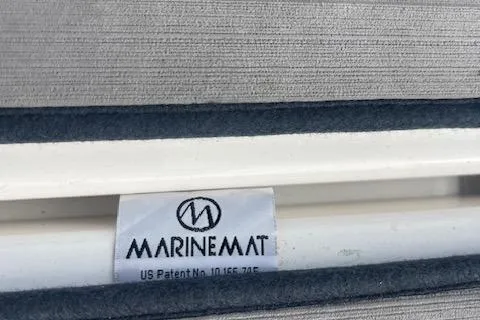 M
MARINEMAT
US Patent No.